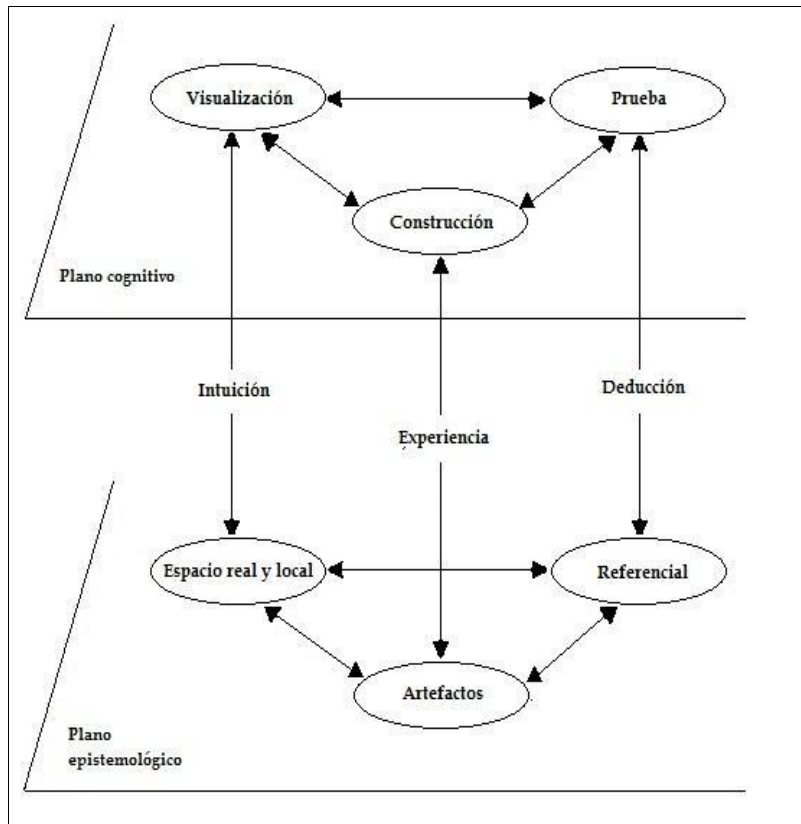 Visualización
Prueba
Construcción
Plano cognitivo
Intuición
Deducción
Experiencia
Espacio real y local
Referencial
Artefactos
Plano
epistemológico